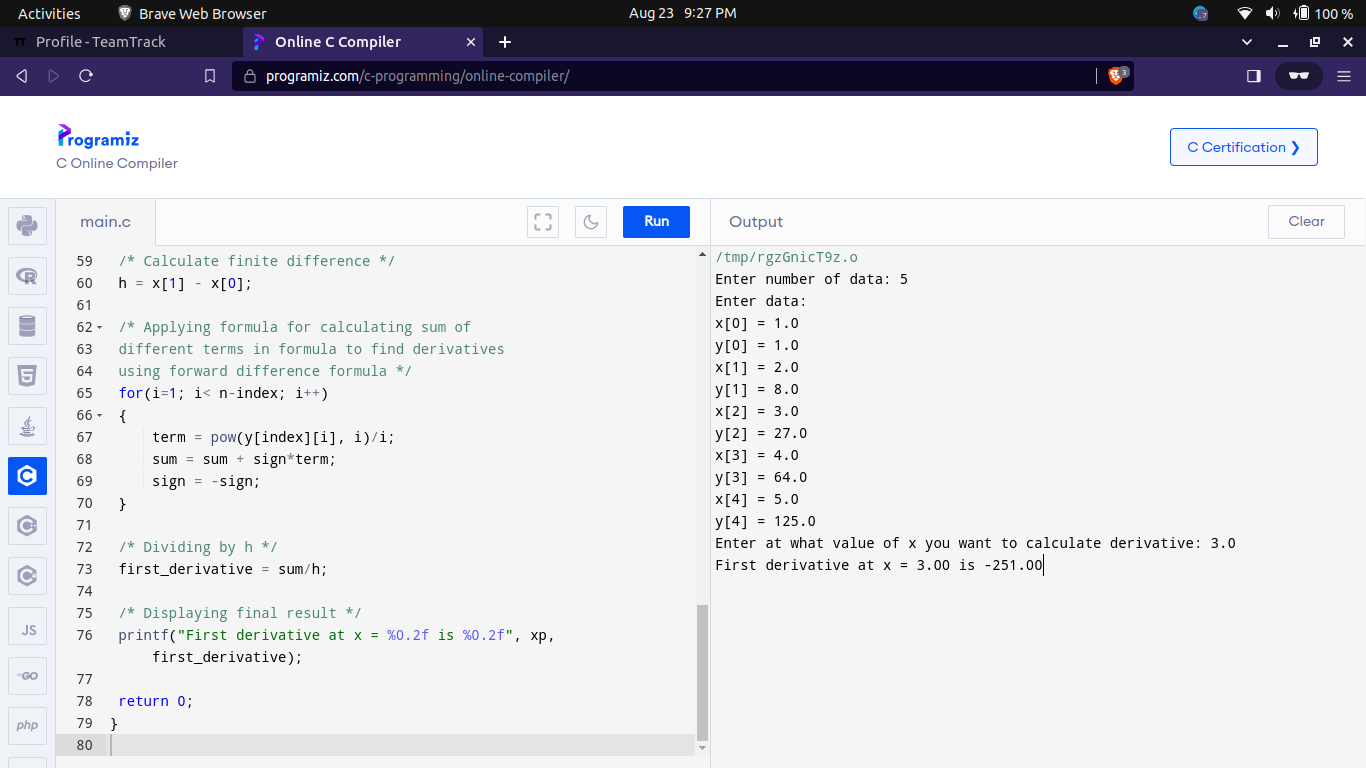 Activities
Brave Web Browser
Aug 23 9:27 PM
100 %
TT Profile - TeamTrack
Online C Compiler
programiz.com/c-programming/online-compiler/
3
Programiz
C Online Compiler
C Certification ❯
main.c
Run
Output
Clear
59 /* Calculate finite difference */
60 h = x[1] - x[0];
61
62 /* Applying formula for calculating sum of
63 different terms in formula to find derivatives
64 using forward difference formula */
65 for(i=1; i< n-index; i++)
66 {
67 term = pow(y[index][i], i)/i;
68 sum = sum + sign*term;
69 sign = -sign;
70 }
71
72 /* Dividing by h */
73 first_derivative = sum/h;
74
75 /* Displaying final result */
76 printf("First derivative at x = %0.2f is %0.2f", xp,
first_derivative);
77
78 return 0;
79 }
80
/tmp/rgzGnicT9z.o
Enter number of data: 5
Enter data:
x[0] = 1.0
y[0] = 1.0
x[1] = 2.0
y[1] = 8.0
x[2] = 3.0
y[2] = 27.0
x[3] = 4.0
y[3] = 64.0
x[4] = 5.0
y[4] = 125.0
Enter at what value of x you want to calculate derivative: 3.0
First derivative at x = 3.00 is -251.00
R
5
C
JS
GO
php